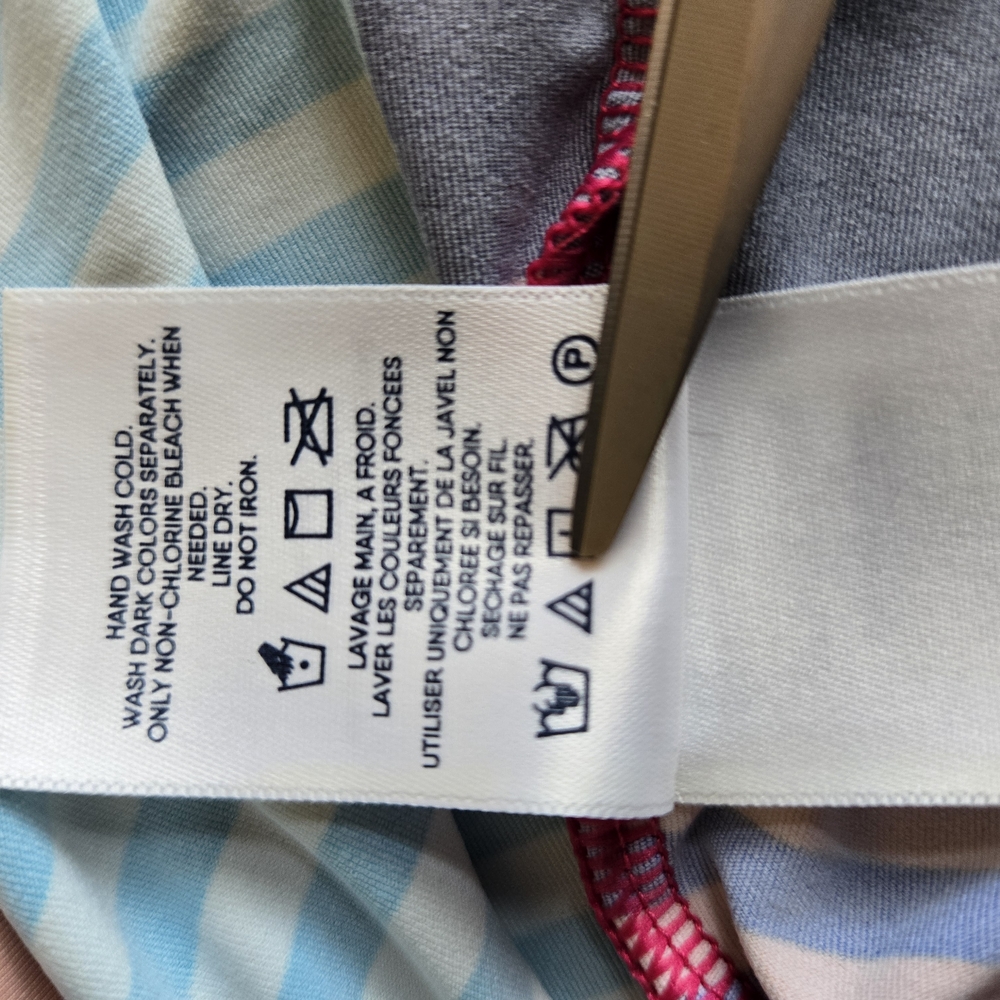 HAND WASH COLD.
WASH DARK COLORS SEPARATELY.
ONLY NON-CHLORINE BLEACH WHEN
NEEDED.
LINE DRY.
DO NOT IRON.
LAVAGE MAIN, A FROID.
LAVER LES COULEURS FONCEES
SEPAREMENT.
UTILISER UNIQUEMENT DE LA JAVEL NON
CHLOREE SI BESOIN.
SECHAGE SUR FIL.
NE PAS REPASSER.
P